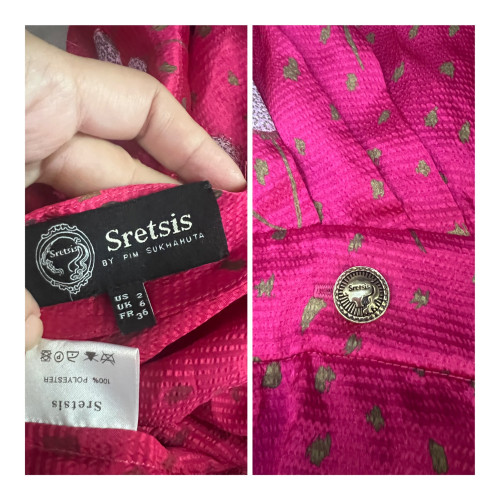 Sretsis
Sretsis
BY PIM SUKHAHUTA
US 2
UK 6
FR 36
100% POLYESTER
Sretsis
Sretsis